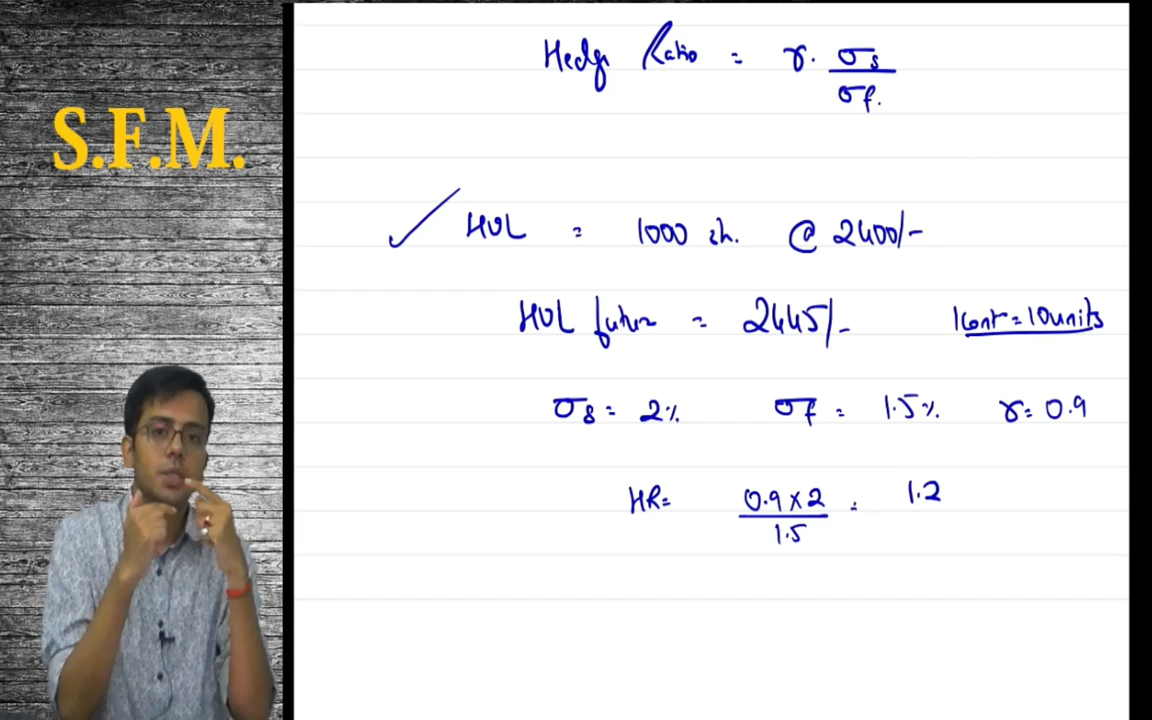 S.F.M.
Hedge Ratio = r. σs / σf.
HUL = 1000 sh. @ 2400/-
HUL future = 2445/- 1 Cont = 10 units
σs = 2% σf = 1.5% r = 0.9
HR = 0.9 × 2 / 1.5 = 1.2